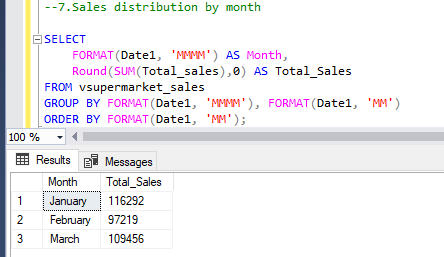 --7.Sales distribution by month
SELECT
FORMAT(Date1, 'MMMM') AS Month,
Round(SUM(Total_sales),0) AS Total_Sales
FROM vsupermarket_sales
GROUP BY FORMAT(Date1, 'MMMM'), FORMAT(Date1, 'MM')
ORDER BY FORMAT(Date1, 'MM');
100 %
Results Messages
Month Total_Sales
1 January 116292
2 February 97219
3 March 109456